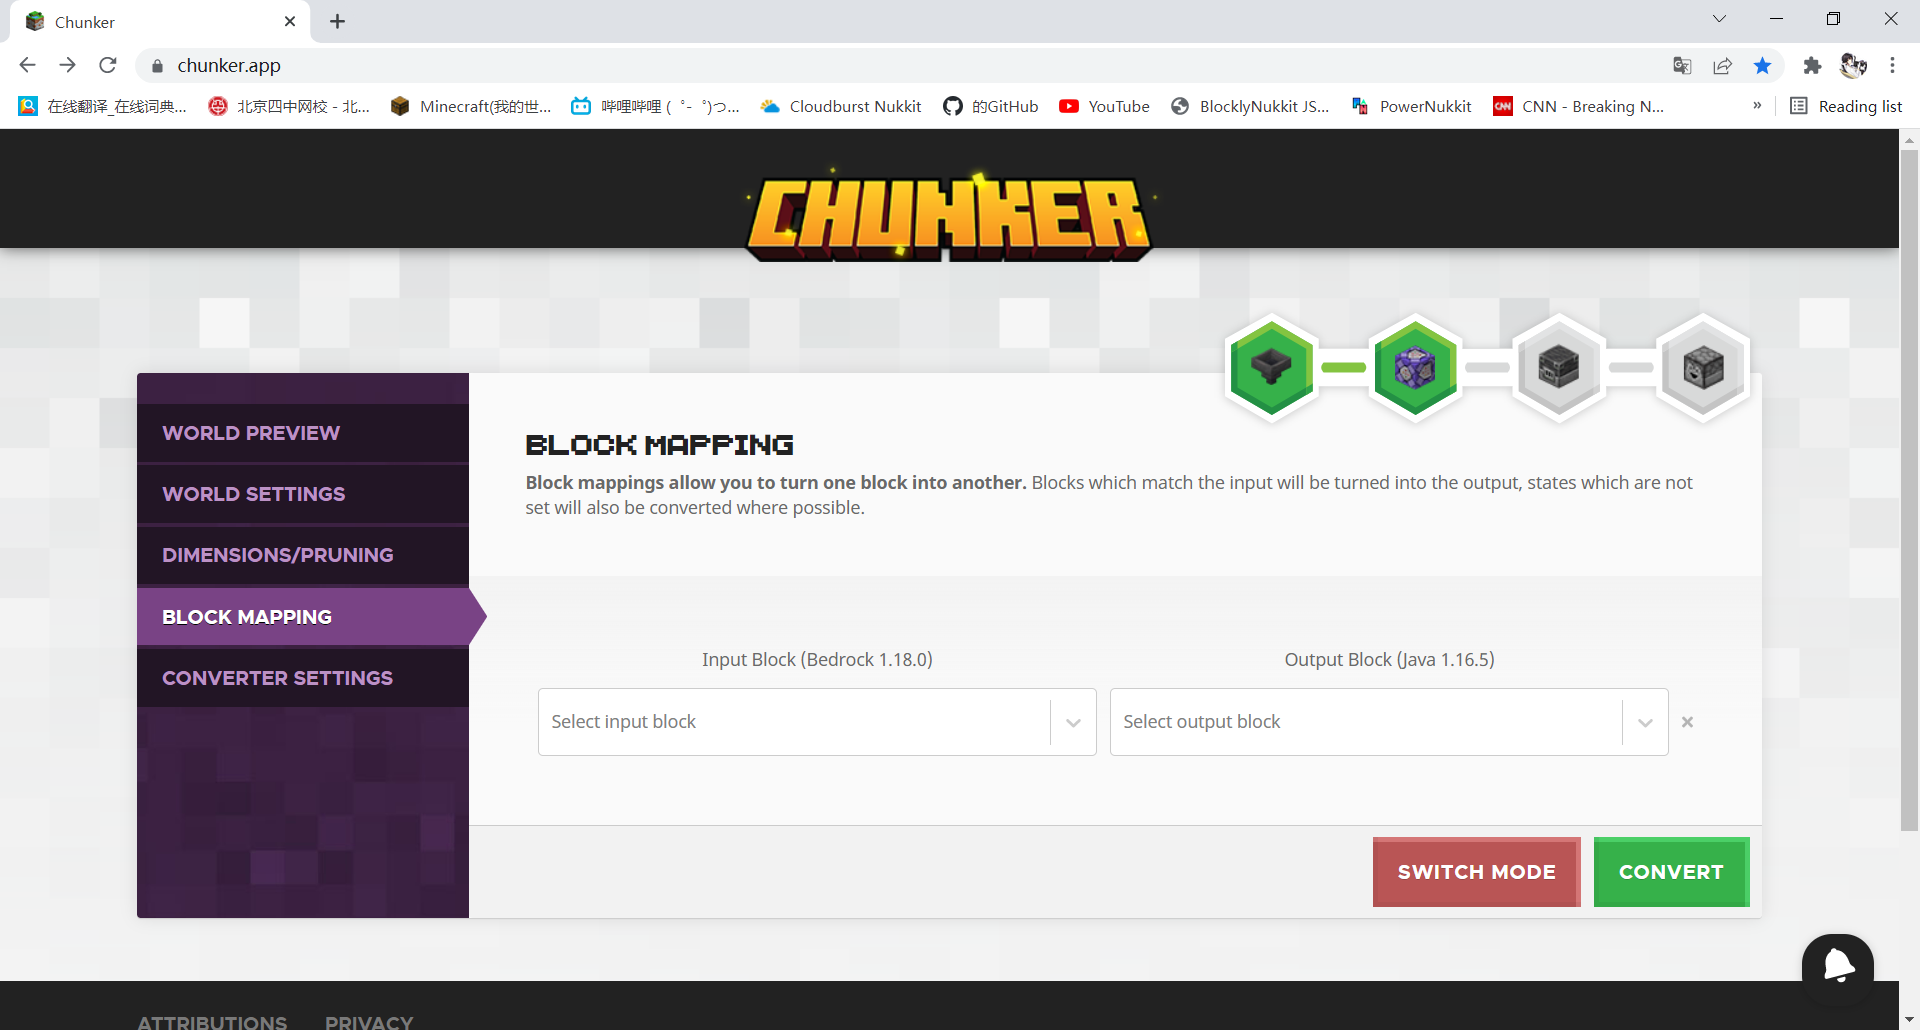 Chunker
chunker.app
在线翻译_在线词典...
北京四中网校 - 北...
Minecraft(我的世...
哔哩哔哩 (゜-゜)つ...
Cloudburst Nukkit
的GitHub
YouTube
BlocklyNukkit JS...
PowerNukkit
CNN - Breaking N...
»
Reading list
CHUNKER
WORLD PREVIEW
WORLD SETTINGS
DIMENSIONS/PRUNING
BLOCK MAPPING
CONVERTER SETTINGS
BLOCK MAPPING
Block mappings allow you to turn one block into another. Blocks which match the input will be turned into the output, states which are not
set will also be converted where possible.
Input Block (Bedrock 1.18.0)
Output Block (Java 1.16.5)
Select input block
Select output block
SWITCH MODE
CONVERT
ATTRIBUTIONS
PRIVACY